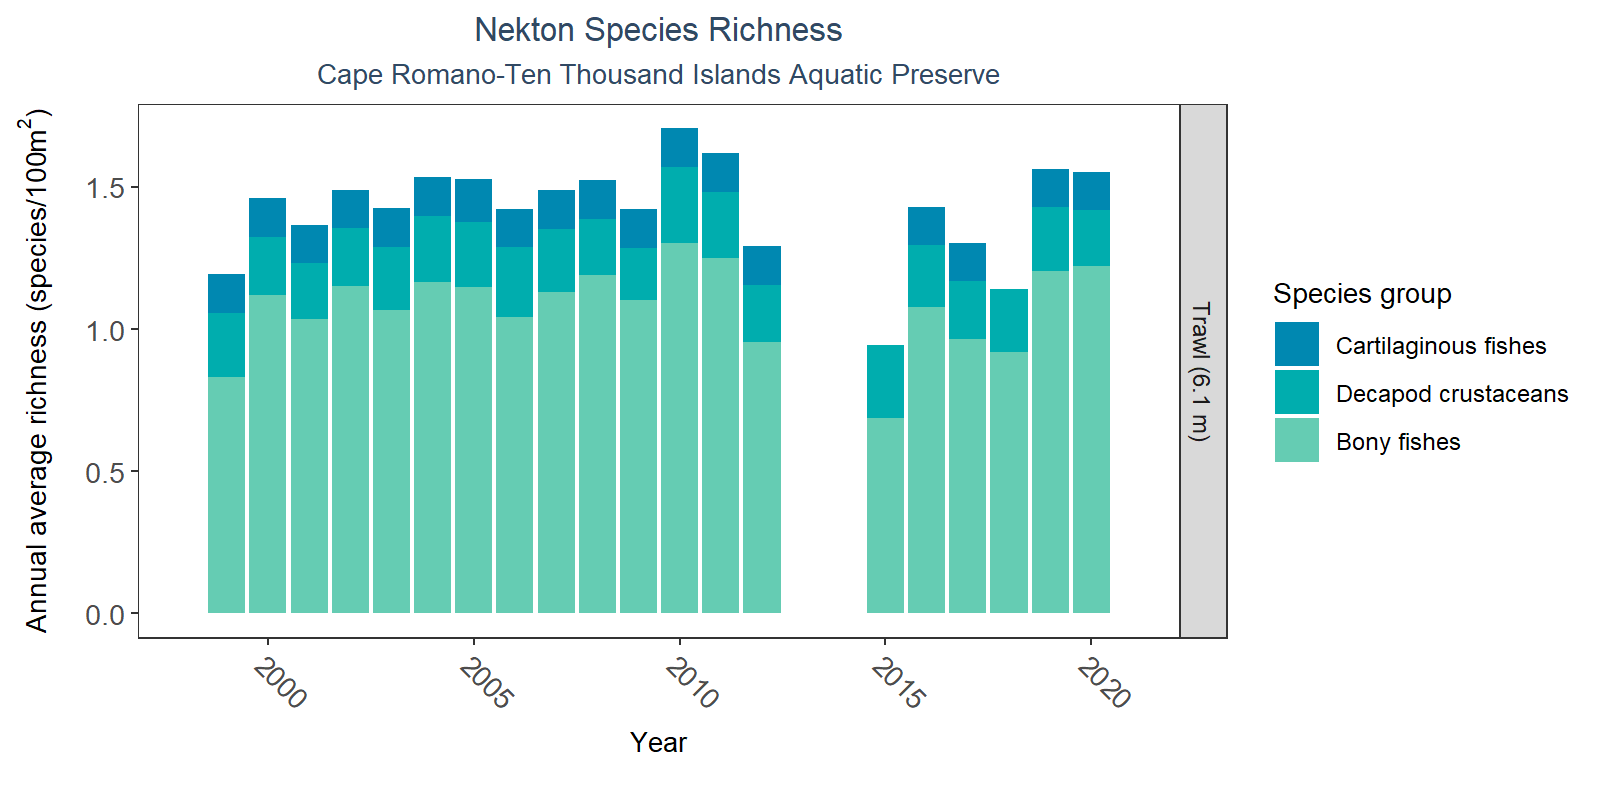 Nekton Species Richness
Cape Romano-Ten Thousand Islands Aquatic Preserve
Annual average richness (species/100m²)
1.5
1.0
0.5
0.0
2000
2005
2010
2015
2020
Year
Trawl (6.1 m)
Species group
Cartilaginous fishes
Decapod crustaceans
Bony fishes